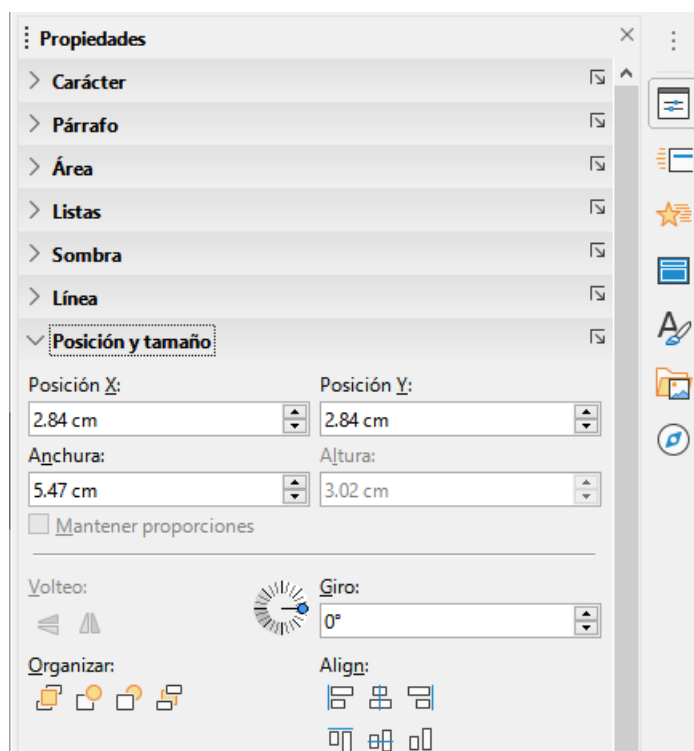 Propiedades
Carácter
Párrafo
Área
Listas
Sombra
Línea
Posición y tamaño
Posición X: Posición Y:
2.84 cm 2.84 cm
Anchura: Altura:
5.47 cm 3.02 cm
Mantener proporciones
Volteo: Giro:
0°
Organizar: Align: